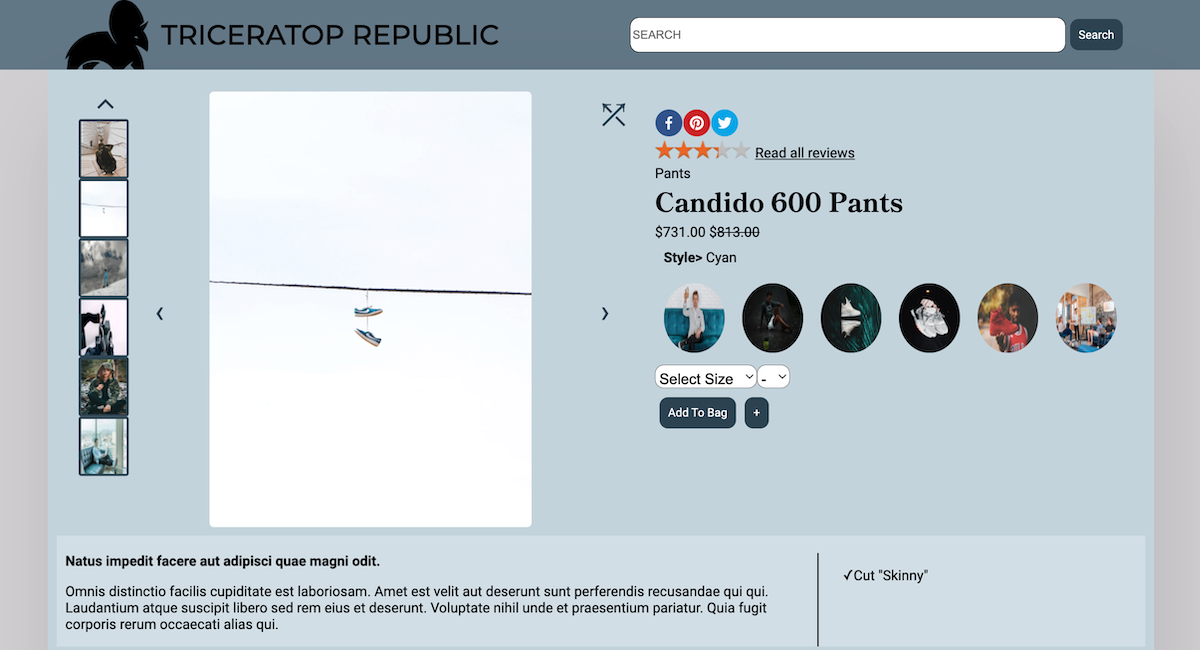 TRICERATOP REPUBLIC
SEARCH
Search
Read all reviews
Pants
Candido 600 Pants
$731.00 $813.00
Style> Cyan
Select Size
-
Add To Bag
+
Natus impedit facere aut adipisci quae magni odit.
Omnis distinctio facilis cupiditate est laboriosam. Amet est velit aut deserunt sunt perferendis recusandae qui qui.
Laudantium atque suscipit libero sed rem eius et deserunt. Voluptate nihil unde et praesentium pariatur. Quia fugit
corporis rerum occaecati alias qui.
✓Cut "Skinny"